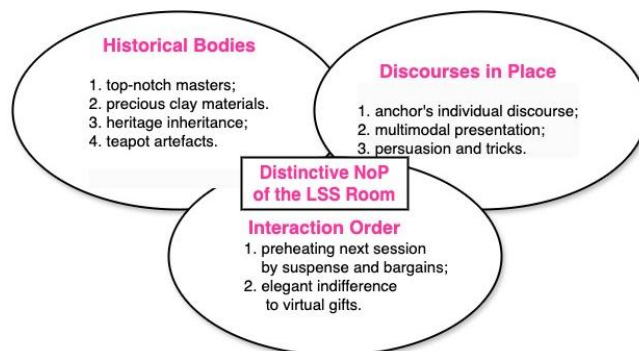 Historical Bodies
1. top-notch masters;
2. precious clay materials.
3. heritage inheritance;
4. teapot artefacts.
Discourses in Place
1. anchor's individual discourse;
2. multimodal presentation;
3. persuasion and tricks.
Distinctive NoP
of the LSS Room
Interaction Order
1. preheating next session
by suspense and bargains;
2. elegant indifference
to virtual gifts.